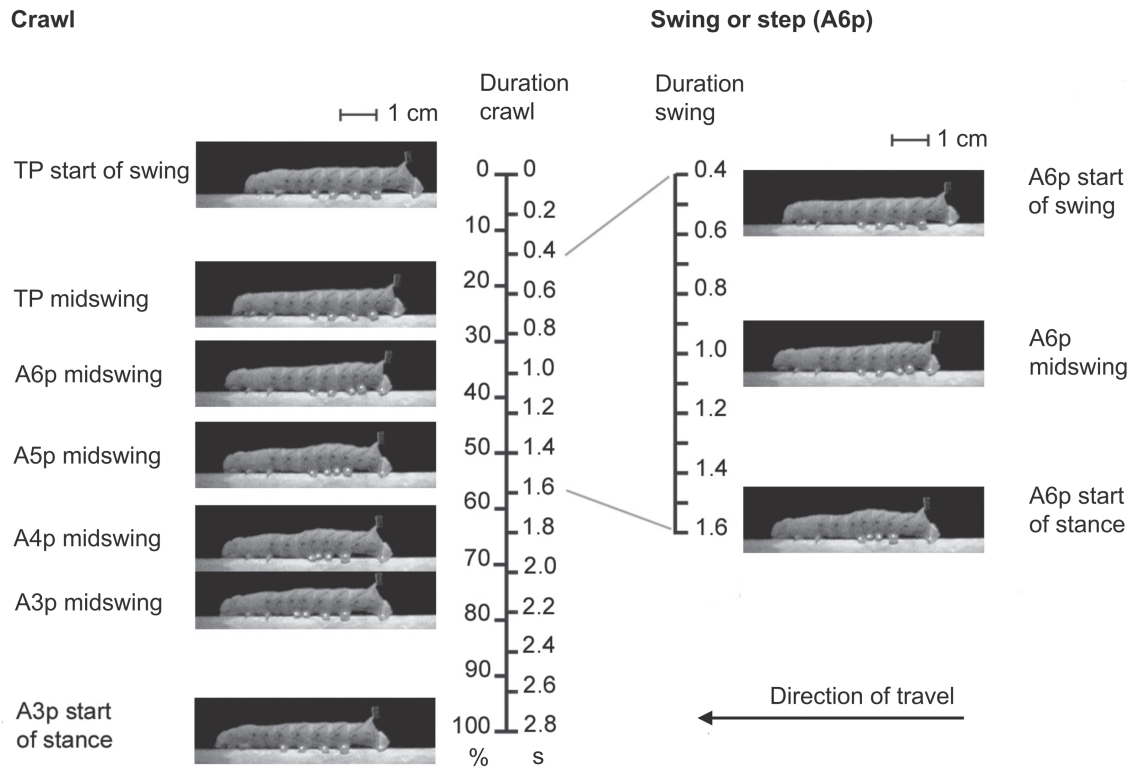 Crawl
Swing or step (A6p)
Duration
crawl
Duration
swing
1 cm
1 cm
TP start of swing
TP midswing
A6p midswing
A5p midswing
A4p midswing
A3p midswing
A3p start
of stance
0
10
20
30
40
50
60
70
80
90
100
%
0
0.2
0.4
0.6
0.8
1.0
1.2
1.4
1.6
1.8
2.0
2.2
2.4
2.6
2.8
s
0.4
0.6
0.8
1.0
1.2
1.4
1.6
A6p start
of swing
A6p
midswing
A6p start
of stance
Direction of travel